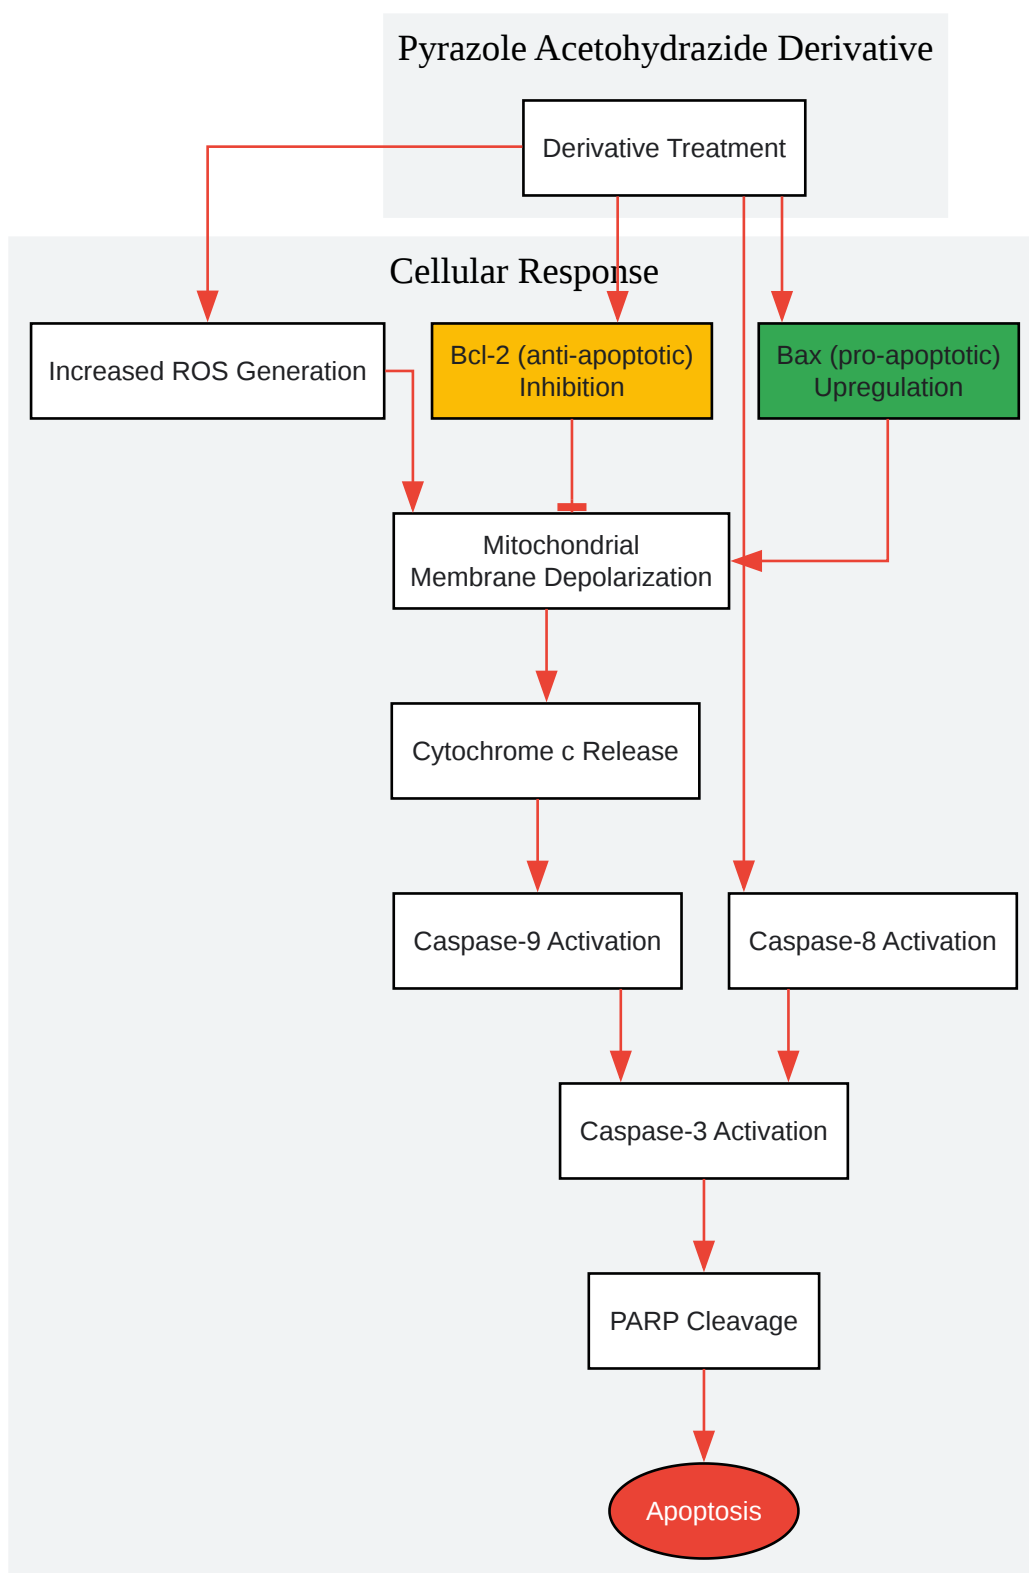 Pyrazole Acetohydrazide Derivative
Derivative Treatment
Cellular Response
Increased ROS Generation
Bcl-2 (anti-apoptotic)
Inhibition
Bax (pro-apoptotic)
Upregulation
Mitochondrial
Membrane Depolarization
Cytochrome c Release
Caspase-9 Activation
Caspase-8 Activation
Caspase-3 Activation
PARP Cleavage
Apoptosis